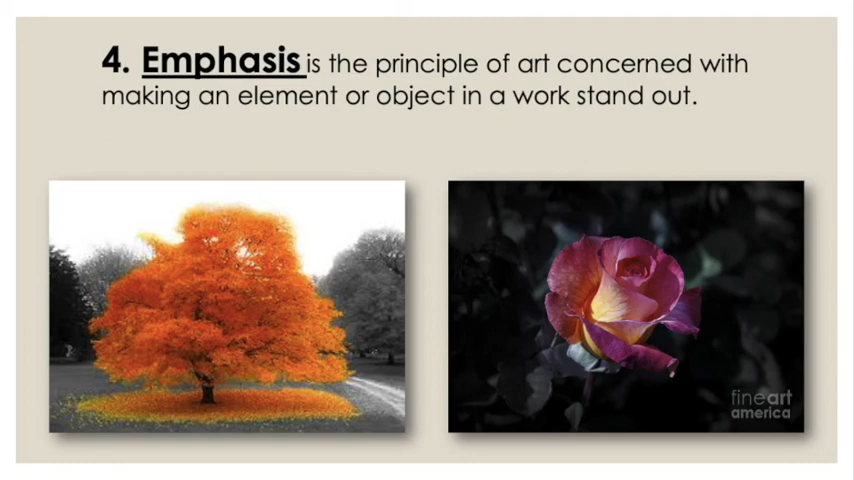 4. Emphasis is the principle of art concerned with
making an element or object in a work stand out.
fineart
america